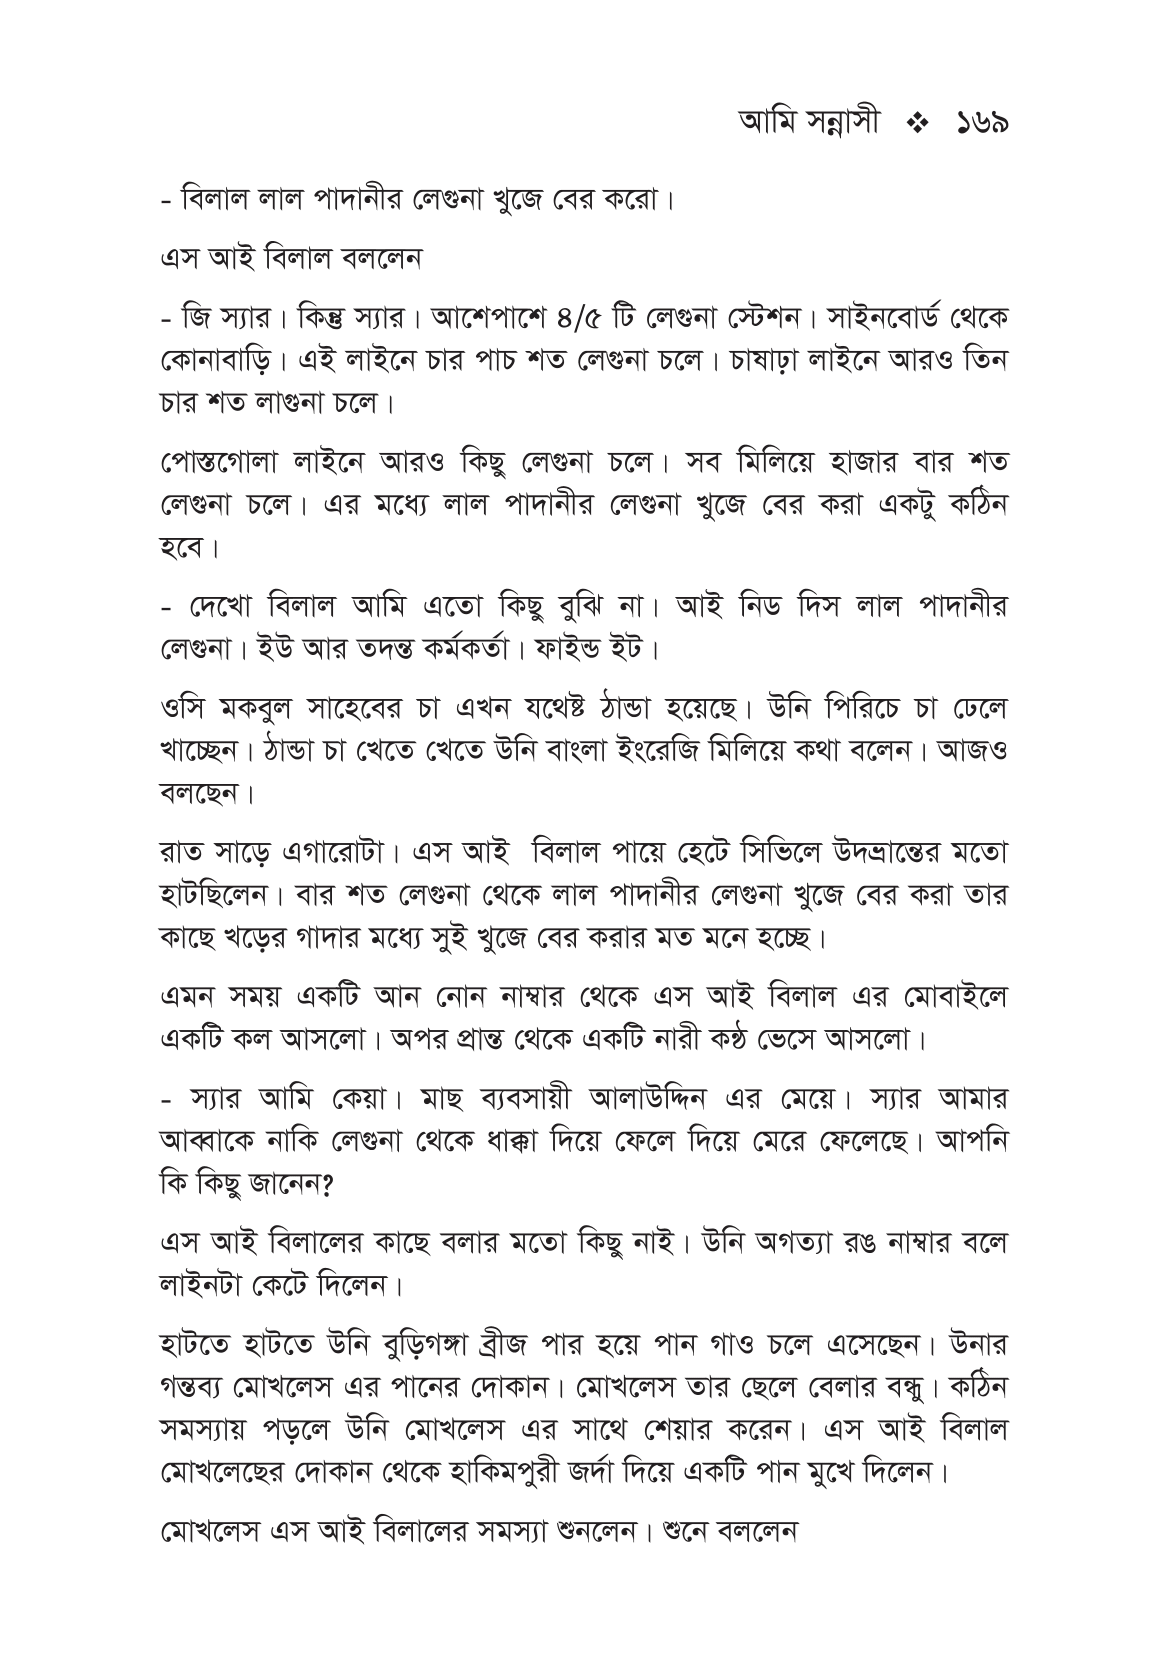 আমি সন্নাসী ❖ ১৬৯
- বিলাল লাল পাদানীর লেগুনা খুজে বের করো।
এস আই বিলাল বললেন
- জি স্যার। কিন্তু স্যার। আশেপাশে ৪/৫ টি লেগুনা স্টেশন। সাইনবোর্ড থেকে
কোনাবাড়ি। এই লাইনে চার পাচ শত লেগুনা চলে। চাষাঢ়া লাইনে আরও তিন
চার শত লাগুনা চলে।
পোস্তগোলা লাইনে আরও কিছু লেগুনা চলে। সব মিলিয়ে হাজার বার শত
লেগুনা চলে। এর মধ্যে লাল পাদানীর লেগুনা খুজে বের করা একটু কঠিন
হবে।
- দেখো বিলাল আমি এতো কিছু বুঝি না। আই নিড দিস লাল পাদানীর
লেগুনা। ইউ আর তদন্ত কর্মকর্তা। ফাইন্ড ইট।
ওসি মকবুল সাহেবের চা এখন যথেষ্ট ঠান্ডা হয়েছে। উনি পিরিচে চা ঢেলে
খাচ্ছেন। ঠান্ডা চা খেতে খেতে উনি বাংলা ইংরেজি মিলিয়ে কথা বলেন। আজও
বলছেন।
রাত সাড়ে এগারোটা। এস আই বিলাল পায়ে হেটে সিভিলে উদভ্রান্তের মতো
হাটছিলেন। বার শত লেগুনা থেকে লাল পাদানীর লেগুনা খুজে বের করা তার
কাছে খড়ের গাদার মধ্যে সুই খুজে বের করার মত মনে হচ্ছে।
এমন সময় একটি আন নোন নাম্বার থেকে এস আই বিলাল এর মোবাইলে
একটি কল আসলো। অপর প্রান্ত থেকে একটি নারী কন্ঠ ভেসে আসলো।
- স্যার আমি কেয়া। মাছ ব্যবসায়ী আলাউদ্দিন এর মেয়ে। স্যার আমার
আব্বাকে নাকি লেগুনা থেকে ধাক্কা দিয়ে ফেলে দিয়ে মেরে ফেলেছে। আপনি
কি কিছু জানেন?
এস আই বিলালের কাছে বলার মতো কিছু নাই। উনি অগত্যা রঙ নাম্বার বলে
লাইনটা কেটে দিলেন।
হাটতে হাটতে উনি বুড়িগঙ্গা ব্রীজ পার হয়ে পান গাও চলে এসেছেন। উনার
গন্তব্য মোখলেস এর পানের দোকান। মোখলেস তার ছেলে বেলার বন্ধু। কঠিন
সমস্যায় পড়লে উনি মোখলেস এর সাথে শেয়ার করেন। এস আই বিলাল
মোখলেছের দোকান থেকে হাকিমপুরী জর্দা দিয়ে একটি পান মুখে দিলেন।
মোখলেস এস আই বিলালের সমস্যা শুনলেন। শুনে বললেন